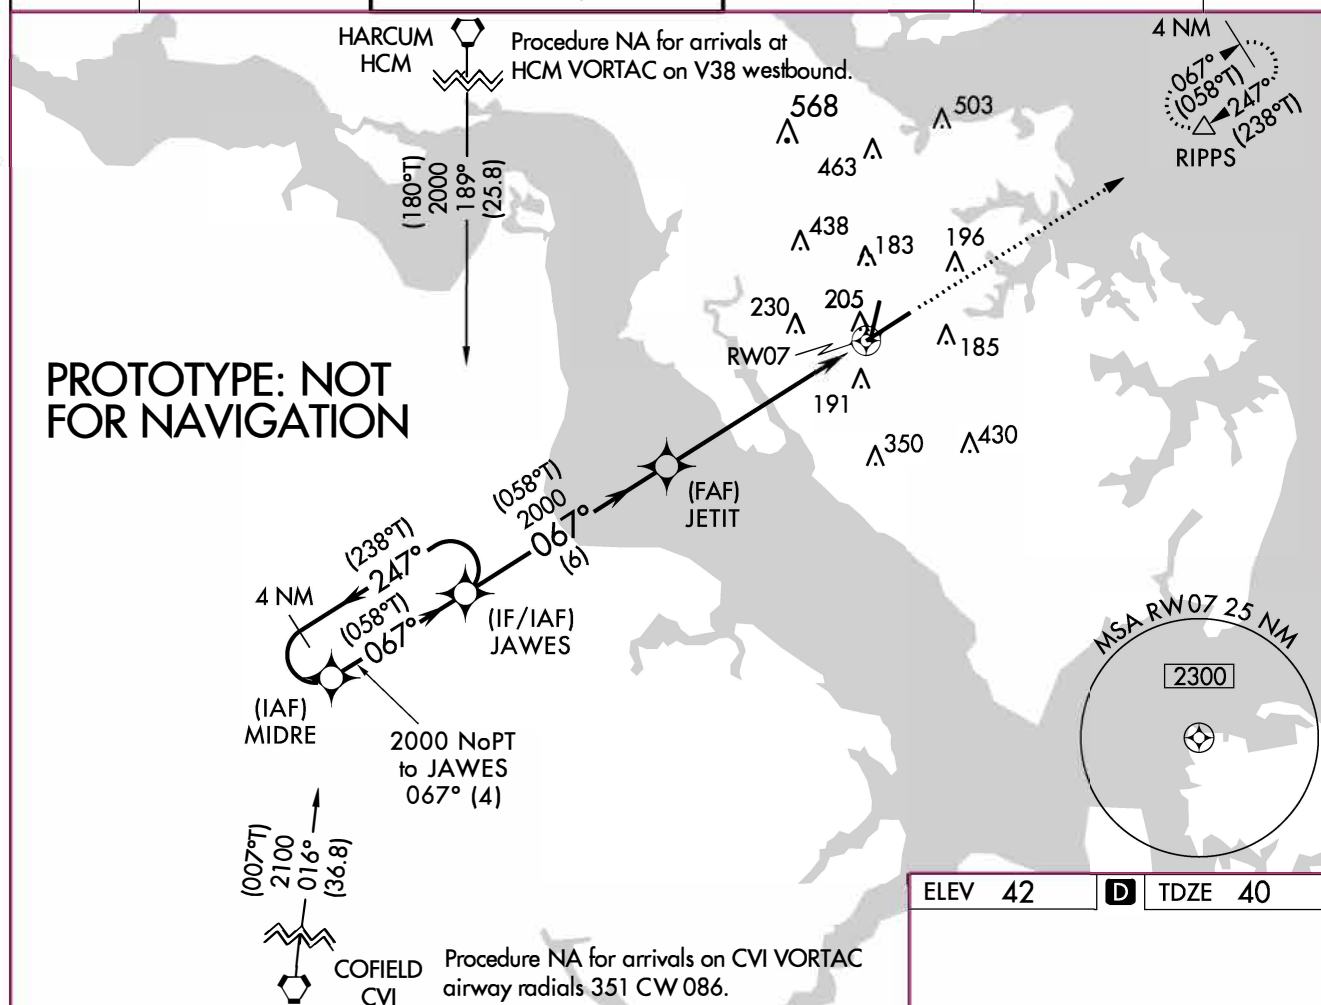 HARCUM
HCM
Procedure NA for arrivals at
HCM VORTAC on V38 westbound.
4 NM
067°
(058°T)
247°
(238°T)
RIPPS
568
503
463
(180°T)
2000
189°
(25.8)
438
183
196
230
205
RW07
185
191
PROTOTYPE: NOT
FOR NAVIGATION
350
430
(FAF)
JETIT
(058°T)
2000
067°
(6)
(238°T)
247°
4 NM
(058°T)
067°
(IF/IAF)
JAWES
(IAF)
MIDRE
2000 NoPT
to JAWES
067° (4)
MSA RW07 25 NM
2300
(007°T)
2100
016°
(36.8)
ELEV 42 D TDZE 40
COFIELD
CVI
Procedure NA for arrivals on CVI VORTAC
airway radials 351 CW 086.